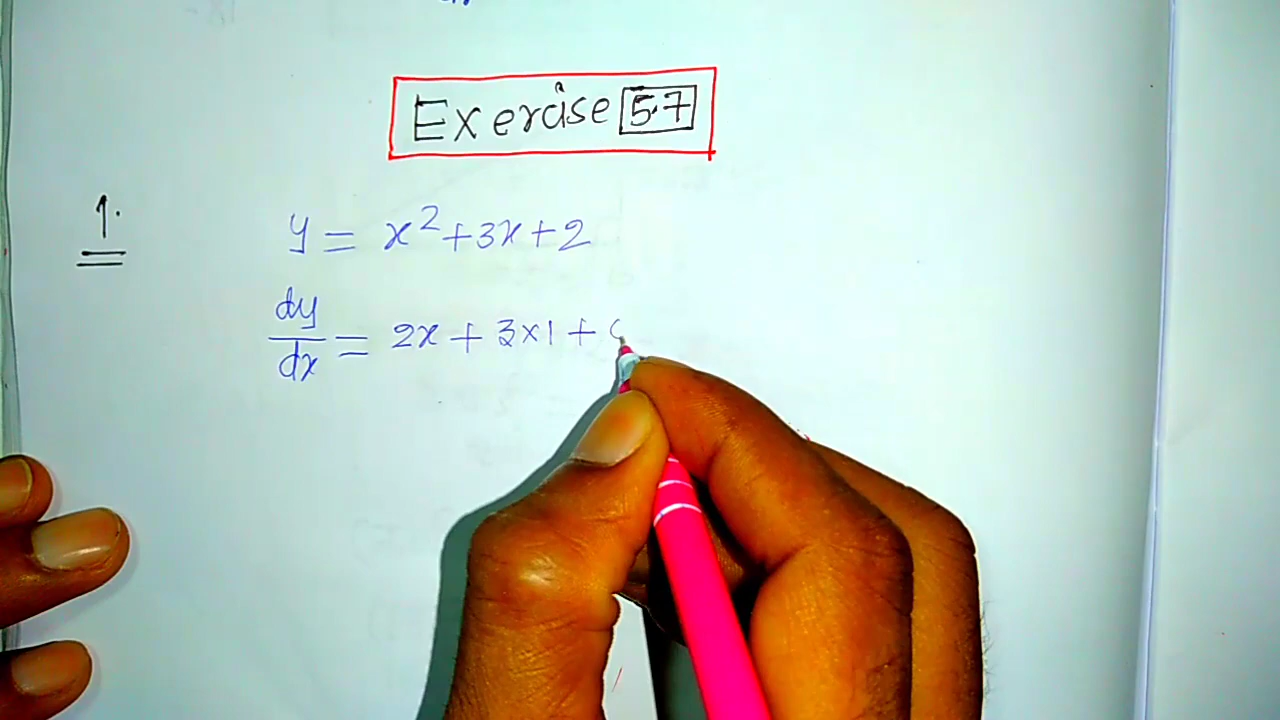 Exercise 5.7
1.
y = x²+3x+2
dy/dx = 2x + 3×1 +